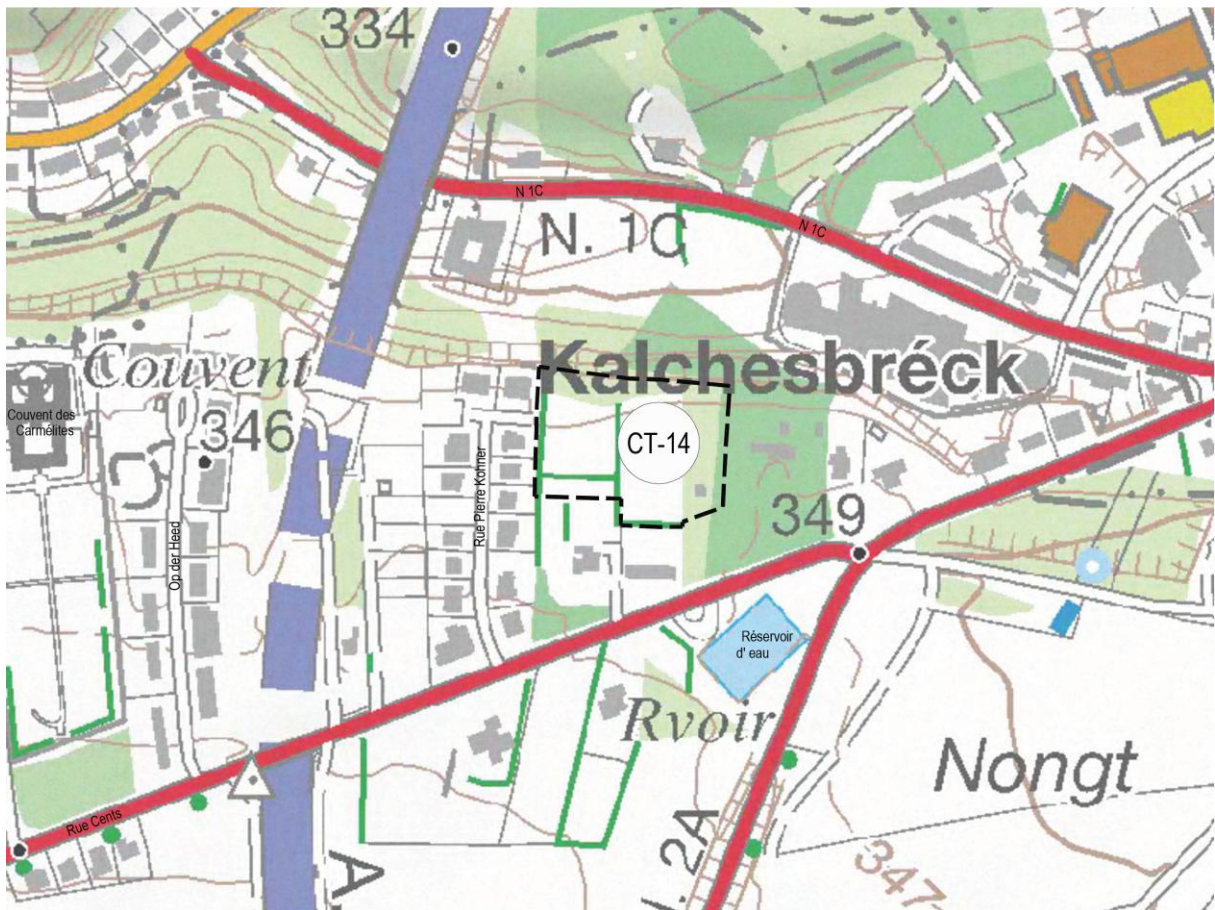 334
N 1C
N. 1C
N 1C
Couvent
Kalchesbréck
Couvent des
Carmélites
346
CT-14
Rue Pierre Kohner
349
Op der Heed
Réservoir
d' eau
Rvoir
Nongt
Rue Cents
A
2A
347